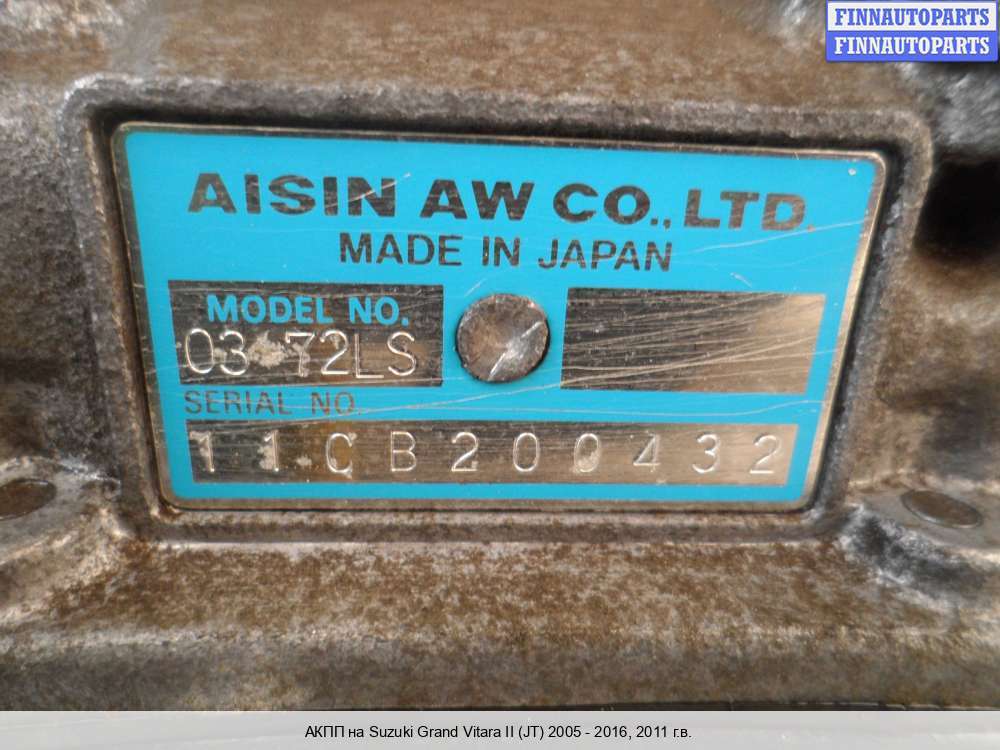 FINNAUTOPARTS
FINNAUTOPARTS
AISIN AW CO., LTD.
MADE IN JAPAN
MODEL NO.
03-72LS
SERIAL NO.
11CB200432
АКПП на Suzuki Grand Vitara II (JT) 2005 - 2016, 2011 г.в.